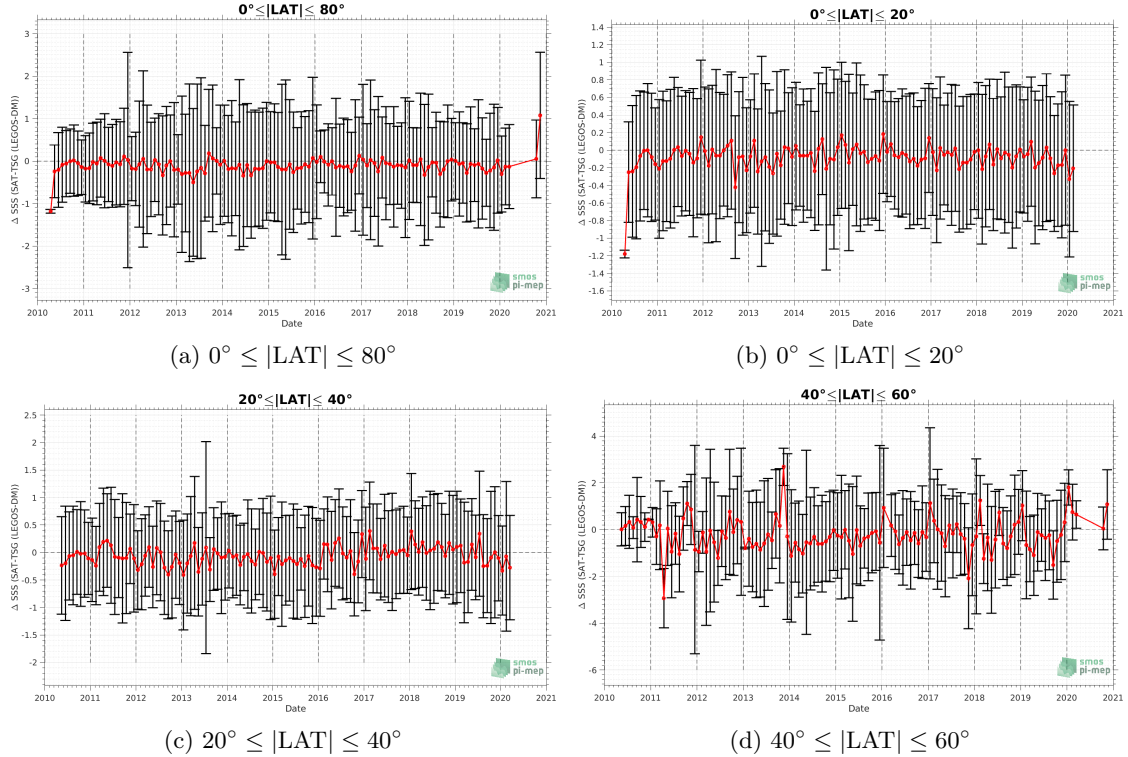 0°≤|LAT|≤ 80°
Δ SSS (SAT-TSG (LEGOS-DM))
3
2
1
0
-1
-2
-3
2010 2011 2012 2013 2014 2015 2016 2017 2018 2019 2020 2021
Date
smos
pi-mep
(a) 0° ≤ |LAT| ≤ 80°
0°≤|LAT|≤ 20°
Δ SSS (SAT-TSG (LEGOS-DM))
1.4
1.2
1
0.8
0.6
0.4
0.2
0
-0.2
-0.4
-0.6
-0.8
-1
-1.2
-1.4
-1.6
2010 2011 2012 2013 2014 2015 2016 2017 2018 2019 2020 2021
Date
smos
pi-mep
(b) 0° ≤ |LAT| ≤ 20°
20°≤|LAT|≤ 40°
Δ SSS (SAT-TSG (LEGOS-DM))
2.5
2
1.5
1
0.5
0
-0.5
-1
-1.5
-2
2010 2011 2012 2013 2014 2015 2016 2017 2018 2019 2020 2021
Date
smos
pi-mep
(c) 20° ≤ |LAT| ≤ 40°
40°≤|LAT|≤ 60°
Δ SSS (SAT-TSG (LEGOS-DM))
4
2
0
-2
-4
-6
2010 2011 2012 2013 2014 2015 2016 2017 2018 2019 2020 2021
Date
smos
pi-mep
(d) 40° ≤ |LAT| ≤ 60°